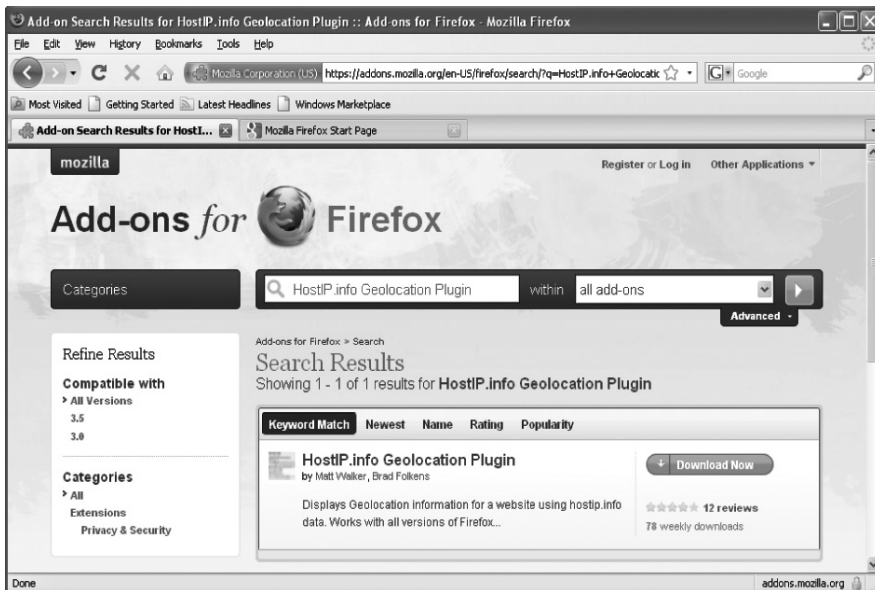 Add-on Search Results for HostIP.info Geolocation Plugin :: Add-ons for Firefox - Mozilla Firefox
File Edit View History Bookmarks Tools Help
Mozilla Corporation (US) https://addons.mozilla.org/en-US/firefox/search/?q=HostIP.info+Geolocatic G Google
Most Visited Getting Started Latest Headlines Windows Marketplace
Add-on Search Results for HostI... Mozilla Firefox Start Page
mozilla Register or Log in Other Applications
Add-ons for Firefox
Categories HostIP.info Geolocation Plugin within all add-ons
Advanced
Refine Results
Compatible with
All Versions
3.5
3.0
Categories
All
Extensions
Privacy & Security
Add-ons for Firefox > Search
Search Results
Showing 1 - 1 of 1 results for HostIP.info Geolocation Plugin
Keyword Match Newest Name Rating Popularity
HostIP.info Geolocation Plugin
by Matt Walker, Brad Folkens
Displays Geolocation information for a website using hostip.info
data. Works with all versions of Firefox...
Download Now
12 reviews
78 weekly downloads
Done addons.mozilla.org